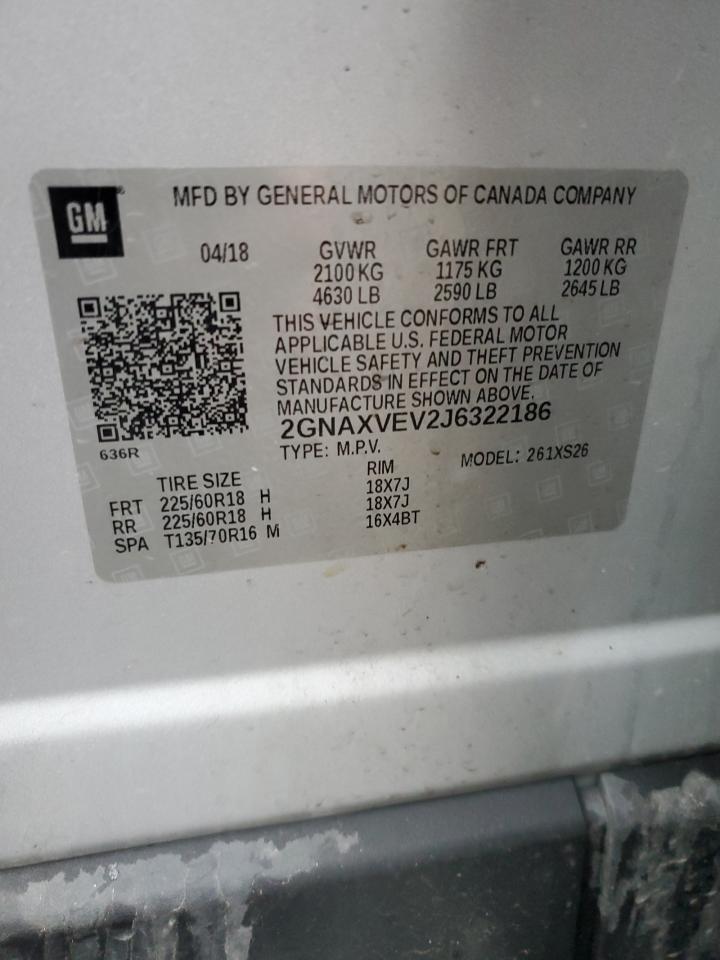 GM
MFD BY GENERAL MOTORS OF CANADA COMPANY
04/18 GVWR GAWR FRT GAWR RR
2100 KG 1175 KG 1200 KG
4630 LB 2590 LB 2645 LB
THIS VEHICLE CONFORMS TO ALL
APPLICABLE U.S. FEDERAL MOTOR
VEHICLE SAFETY AND THEFT PREVENTION
STANDARDS IN EFFECT ON THE DATE OF
MANUFACTURE SHOWN ABOVE.
2GNAXVEV2J6322186
636R
TYPE: M.P.V. MODEL: 261XS26
TIRE SIZE RIM
FRT 225/60R18 H 18X7J
RR 225/60R18 H 18X7J
SPA T135/70R16 M 16X4BT